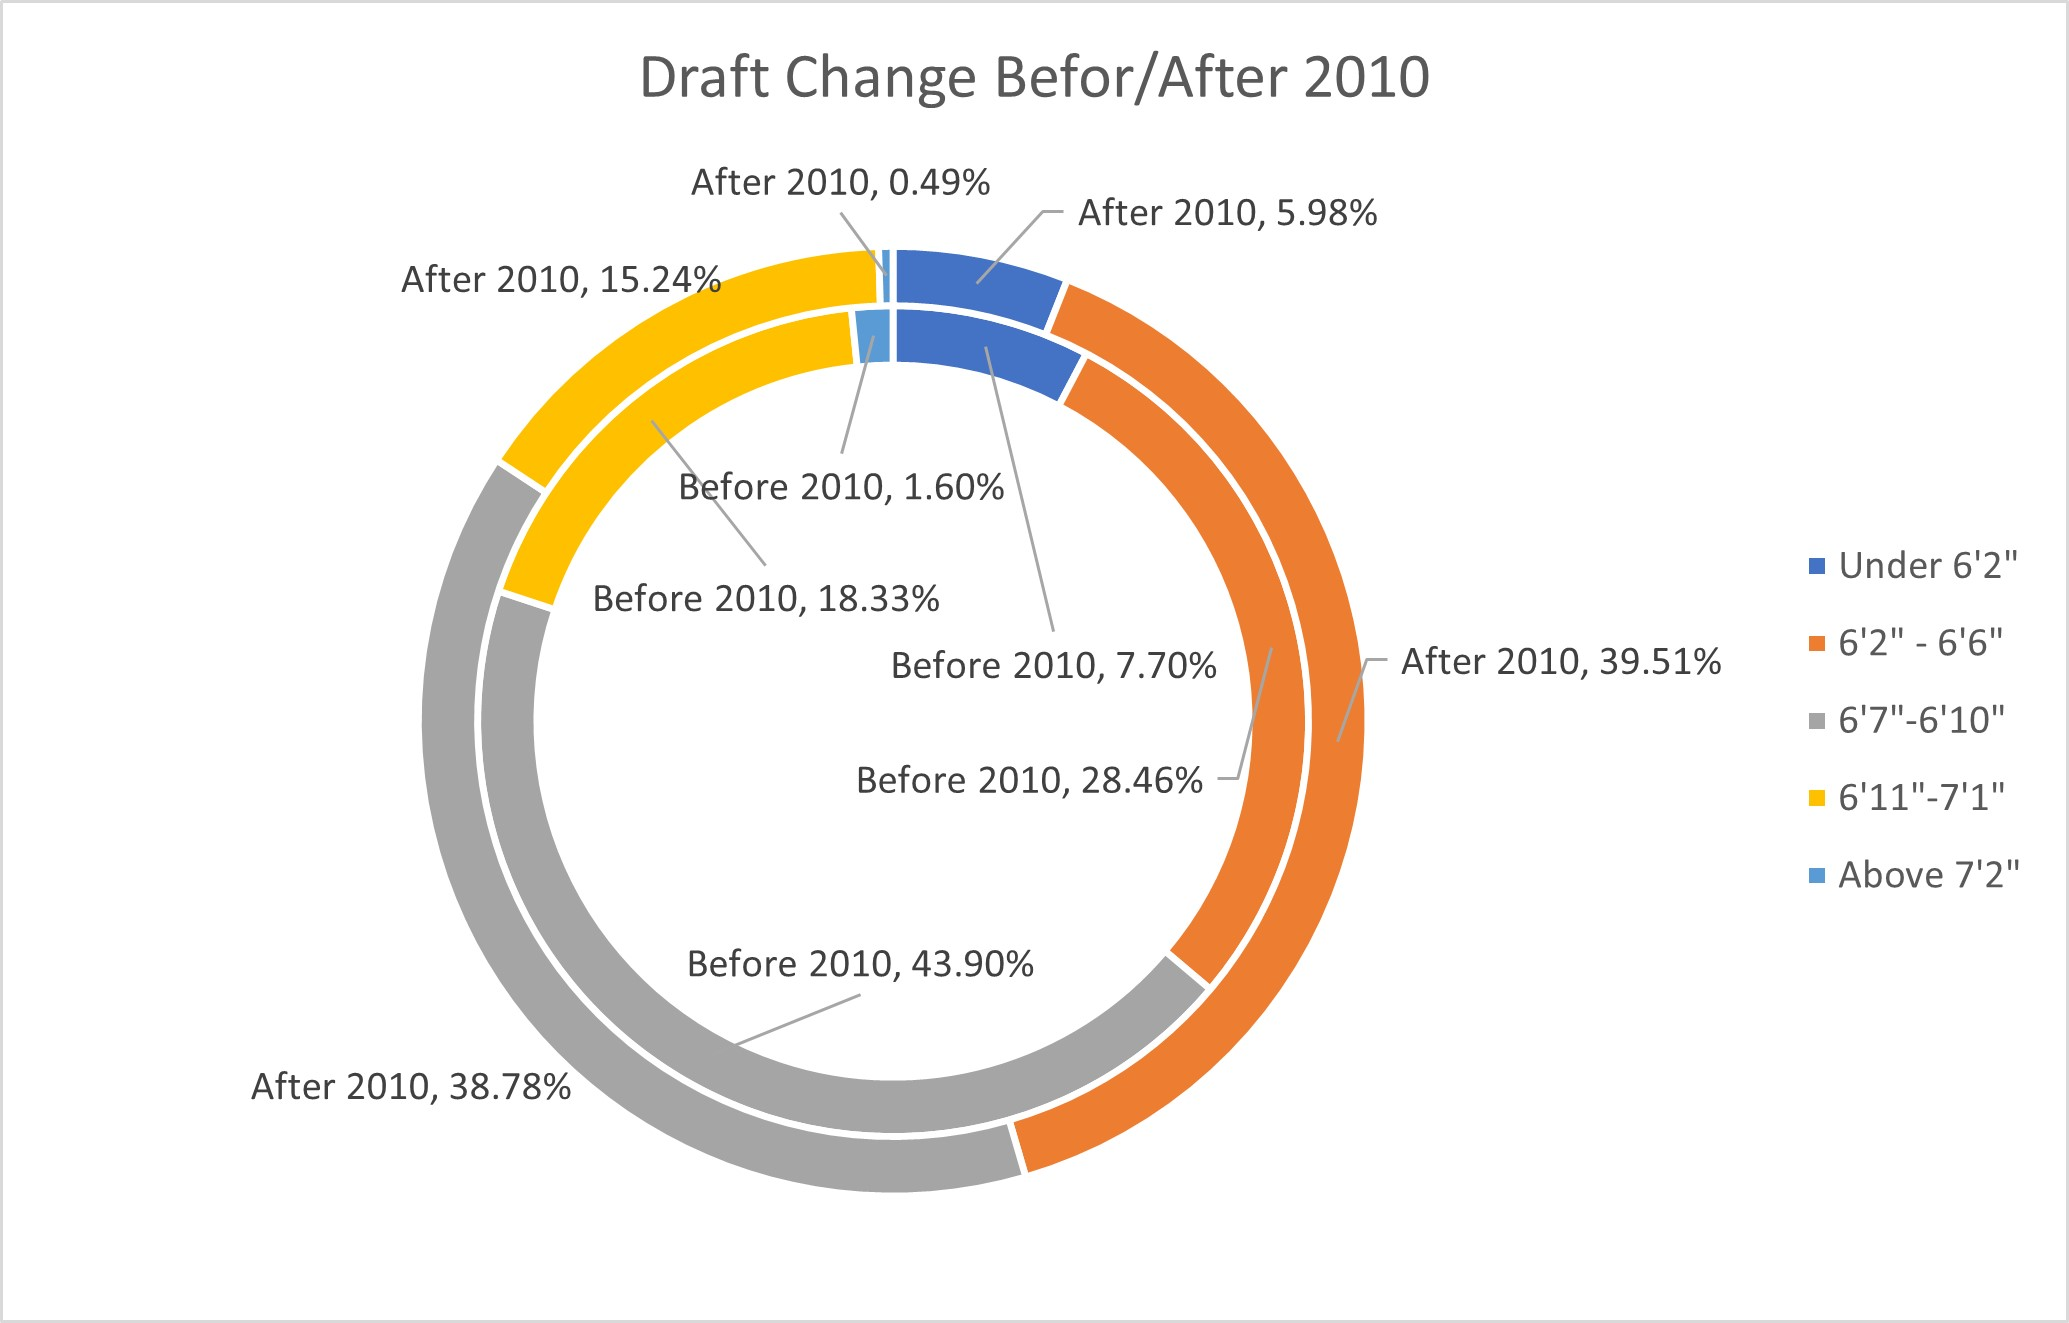 Draft Change Befor/After 2010
After 2010, 0.49%
After 2010, 5.98%
After 2010, 15.24%
Before 2010, 1.60%
Before 2010, 18.33%
Before 2010, 7.70%
After 2010, 39.51%
Before 2010, 28.46%
Before 2010, 43.90%
After 2010, 38.78%
Under 6'2"
6'2" - 6'6"
6'7"-6'10"
6'11"-7'1"
Above 7'2"